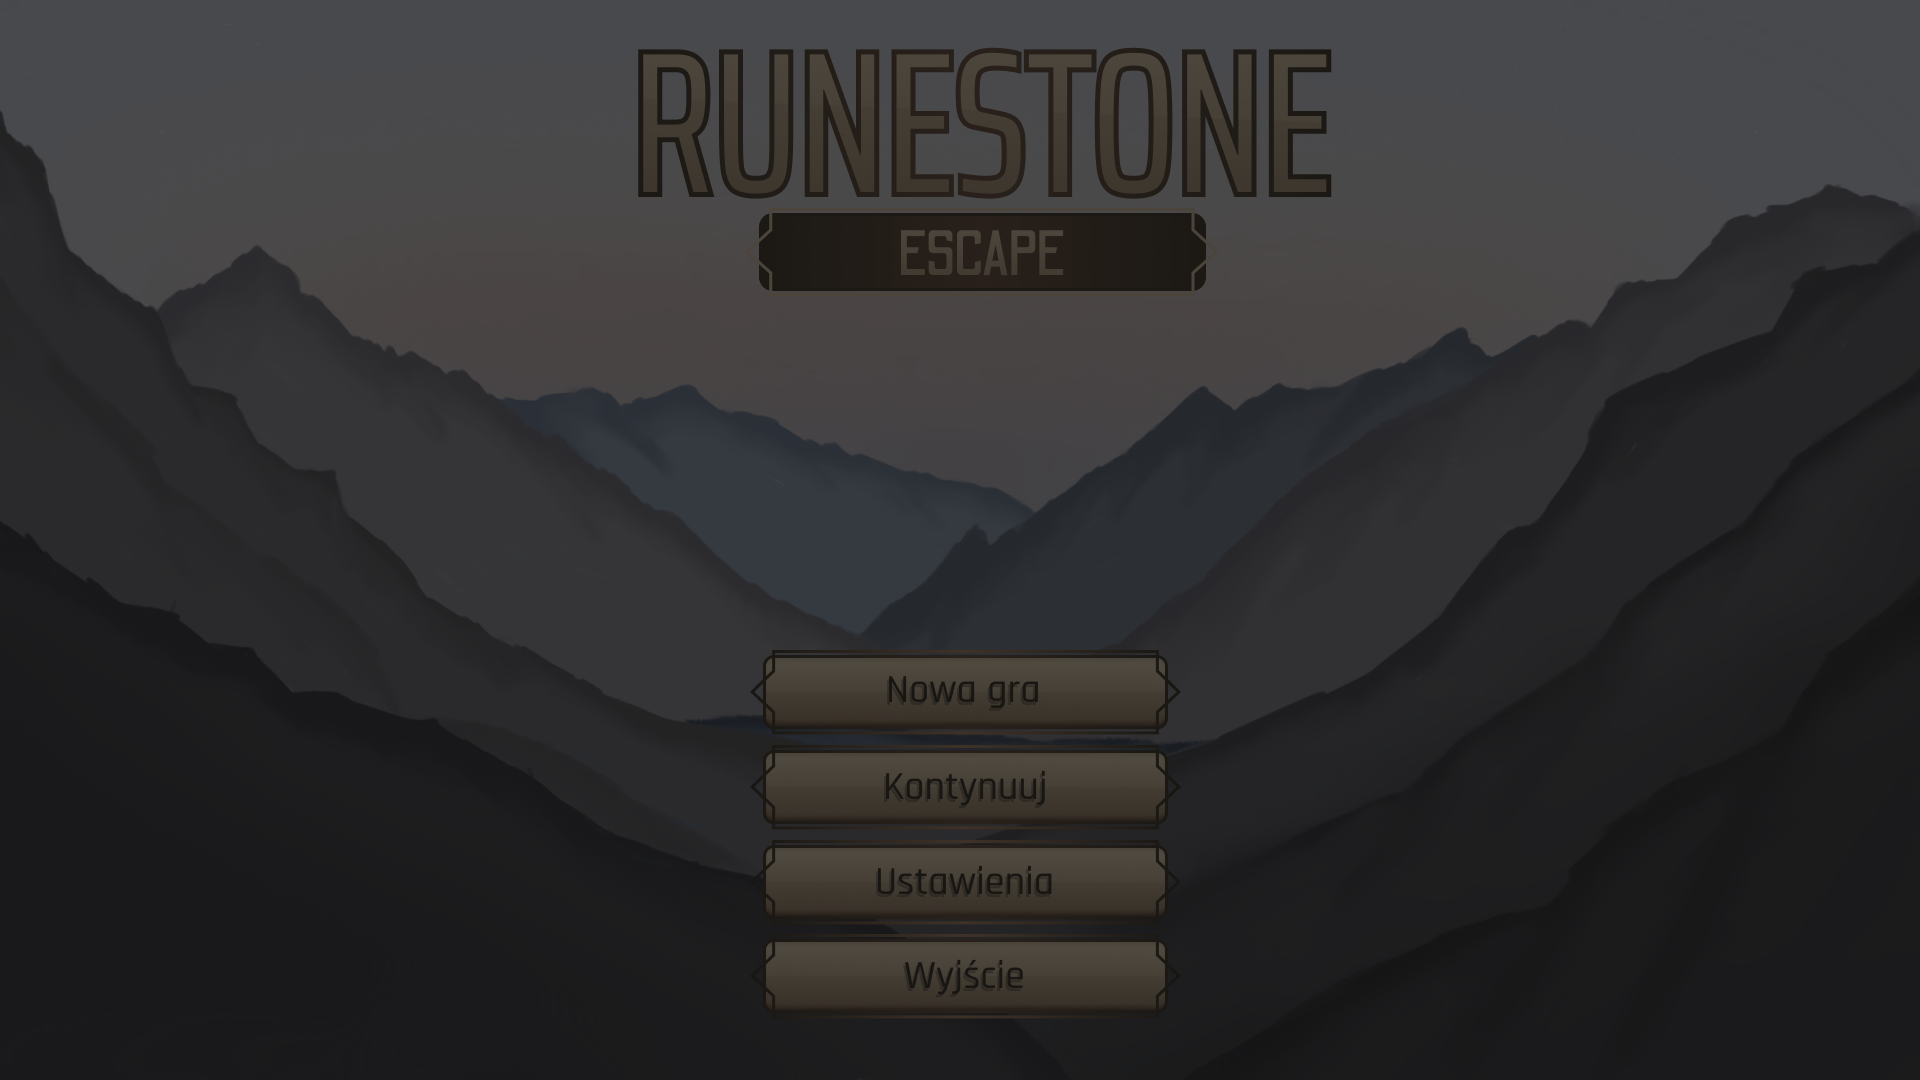 RUNESTONE
ESCAPE
Nowa gra
Kontynuuj
Ustawienia
Wyjście